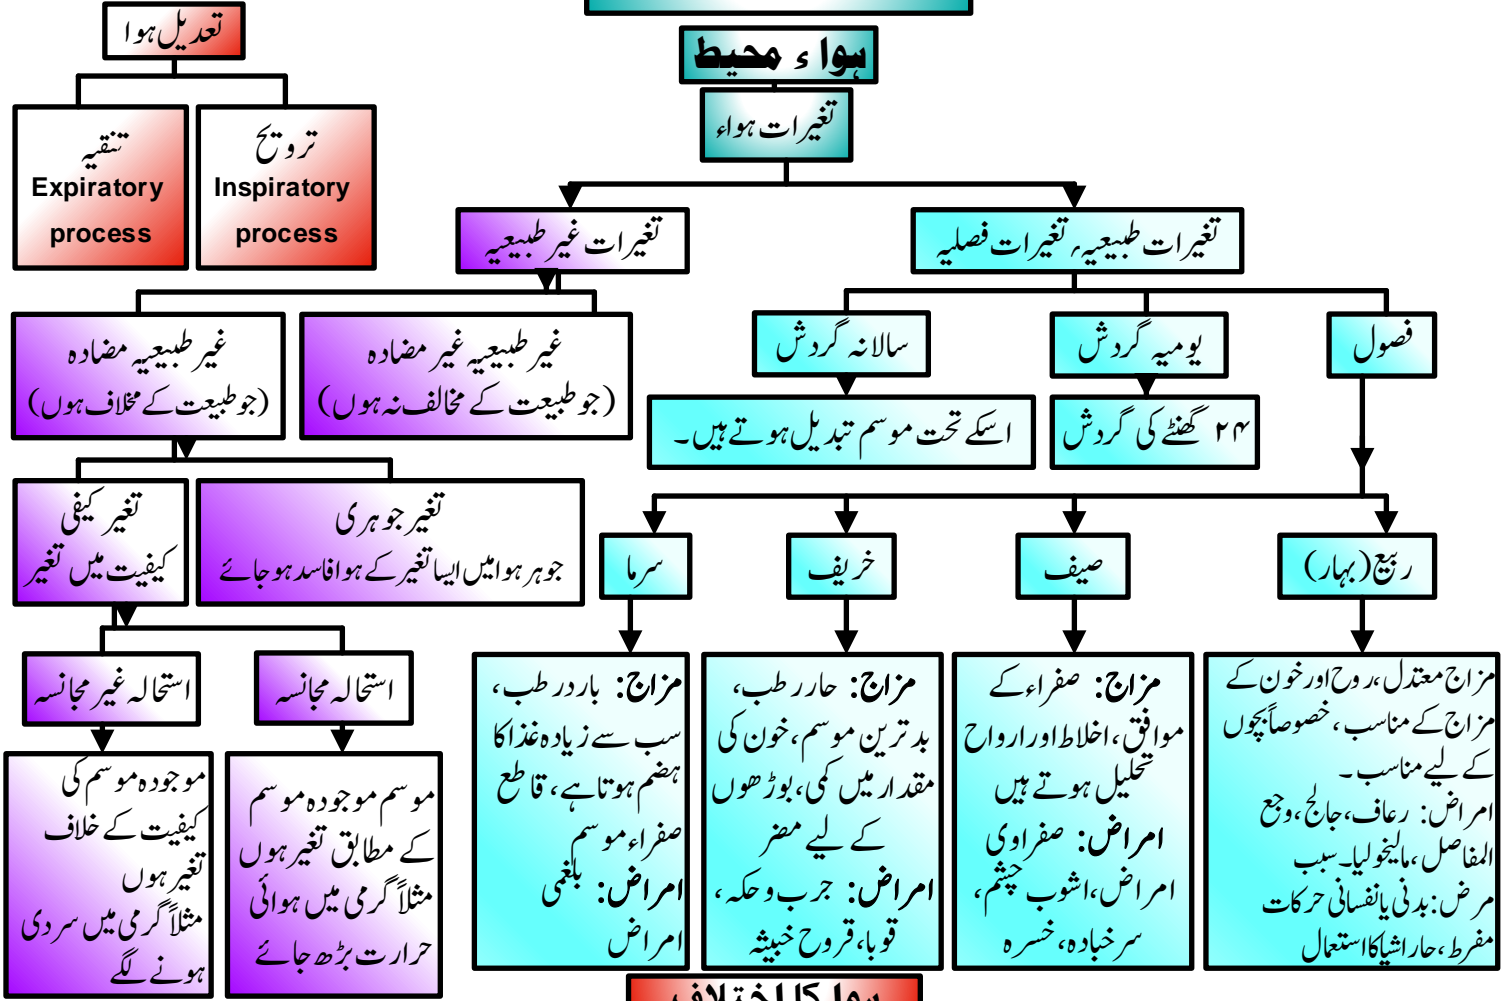 ہواء محیط
تغیرات ہواء
تعدیل ہوا
ترویح
Inspiratory
process
تنقیہ
Expiratory
process
تغیرات طبیعیہ، تغیرات فصلیہ
تغیرات غیر طبیعیہ
فصول
یومیہ گردش
سالانہ گردش
۲۴ گھنٹے کی گردش
اسکے تحت موسم تبدیل ہوتے ہیں۔
غیر طبیعیہ غیر مضادہ
(جو طبیعت کے مخالف نہ ہوں)
غیر طبیعیہ مضادہ
(جو طبیعت کے مخلاف ہوں)
تغیر جوہری
جوہر ہوا میں ایسا تغیر کے ہوا فاسد ہو جائے
تغیر کیفی
کیفیت میں تغیر
ربیع (بہار)
صیف
خریف
سرما
مزاج معتدل، روح اور خون کے
مزاج کے مناسب، خصوصاً بچوں
کے لیے مناسب۔
امراض: رعاف، جالج، وجع
المفاصل، مالیخولیا۔ سبب
مرض: بدنی یا نفسانی حرکات
مفرط، حار اشیا کا استعمال
مزاج: صفراء کے
موافق، اخلاط اور ارواح
تحلیل ہوتے ہیں
امراض: صفراوی
امراض، اشوب چشم،
سرخبادہ، خسرہ
مزاج: حار رطب،
بدترین موسم، خون کی
مقدار میں کمی، بوڑھوں
کے لیے مضر
امراض: جرب و حکہ،
قوبا، قروح خبیثہ
مزاج: بارد رطب،
سب سے زیادہ غذا کا
ہضم ہوتا ہے، قاطع
صفراء موسم
امراض: بلغمی
امراض
استحالہ مجانسہ
استحالہ غیر مجانسہ
موسم موجودہ موسم
کے مطابق تغیر ہوں
مثلاً گرمی میں ہوائی
حرارت بڑھ جائے
موجودہ موسم کی
کیفیت کے خلاف
تغیر ہوں
مثلاً گرمی میں سردی
ہونے لگے
ہوا کا اختلاف